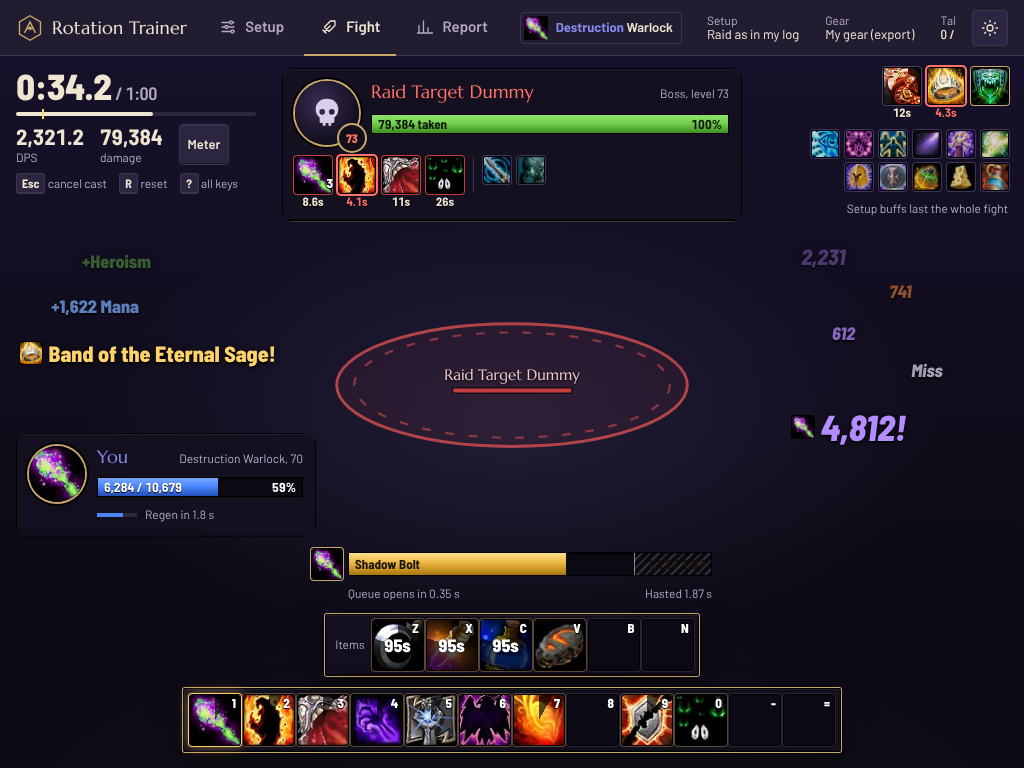 Rotation Trainer
Setup
Fight
Report
Destruction Warlock
Setup
Raid as in my log
Gear
My gear (export)
Tal
0 /
0:34.2 / 1:00
2,321.2
DPS
79,384
damage
Meter
Esc cancel cast
R reset
? all keys
Raid Target Dummy
Boss, level 73
79,384 taken
100%
73
3
8.6s
4.1s
11s
26s
12s
4.3s
Setup buffs last the whole fight
+Heroism
+1,622 Mana
Band of the Eternal Sage!
2,231
741
612
Miss
4,812!
Raid Target Dummy
You
Destruction Warlock, 70
6,284 / 10,679
59%
Regen in 1.8 s
Shadow Bolt
Queue opens in 0.35 s
Hasted 1.87 s
Items
Z
95s
X
95s
C
95s
V
B
N
1
2
3
4
5
6
7
8
9
0
-
=